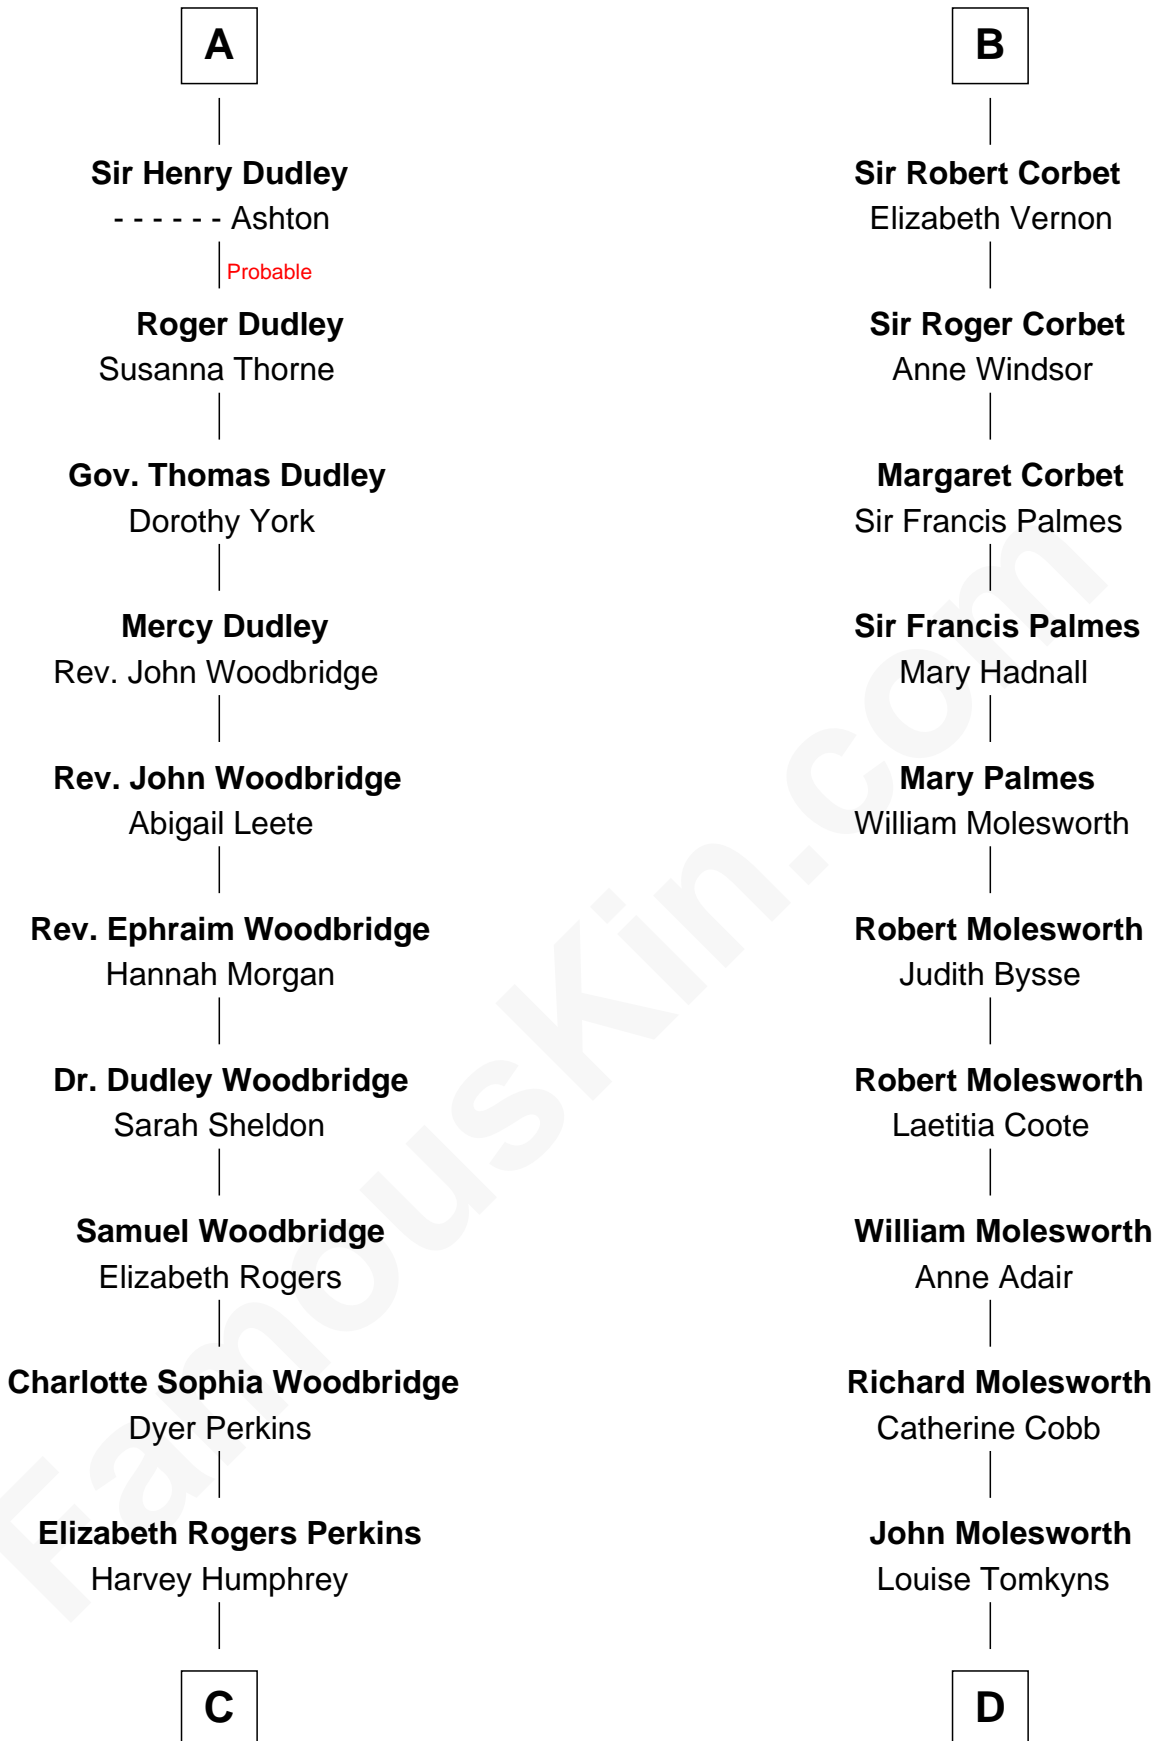 A
Sir Henry Dudley
- - - - - - Ashton
Probable
Roger Dudley
Susanna Thorne
Gov. Thomas Dudley
Dorothy York
Mercy Dudley
Rev. John Woodbridge
Rev. John Woodbridge
Abigail Leete
Rev. Ephraim Woodbridge
Hannah Morgan
Dr. Dudley Woodbridge
Sarah Sheldon
Samuel Woodbridge
Elizabeth Rogers
Charlotte Sophia Woodbridge
Dyer Perkins
Elizabeth Rogers Perkins
Harvey Humphrey
C
B
Sir Robert Corbet
Elizabeth Vernon
Sir Roger Corbet
Anne Windsor
Margaret Corbet
Sir Francis Palmes
Sir Francis Palmes
Mary Hadnall
Mary Palmes
William Molesworth
Robert Molesworth
Judith Bysse
Robert Molesworth
Laetitia Coote
William Molesworth
Anne Adair
Richard Molesworth
Catherine Cobb
John Molesworth
Louise Tomkyns
D
FamousKin.com